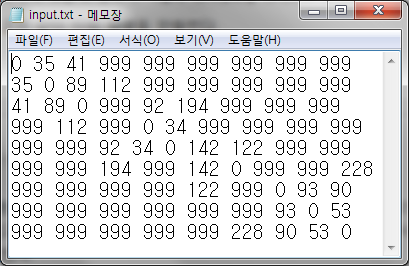 input.txt - 메모장
파일(F) 편집(E) 서식(O) 보기(V) 도움말(H)
0 35 41 999 999 999 999 999 999
35 0 89 112 999 999 999 999 999
41 89 0 999 92 194 999 999 999
999 112 999 0 34 999 999 999 999
999 999 92 34 0 142 122 999 999
999 999 194 999 142 0 999 999 228
999 999 999 999 122 999 0 93 90
999 999 999 999 999 999 93 0 53
999 999 999 999 999 228 90 53 0